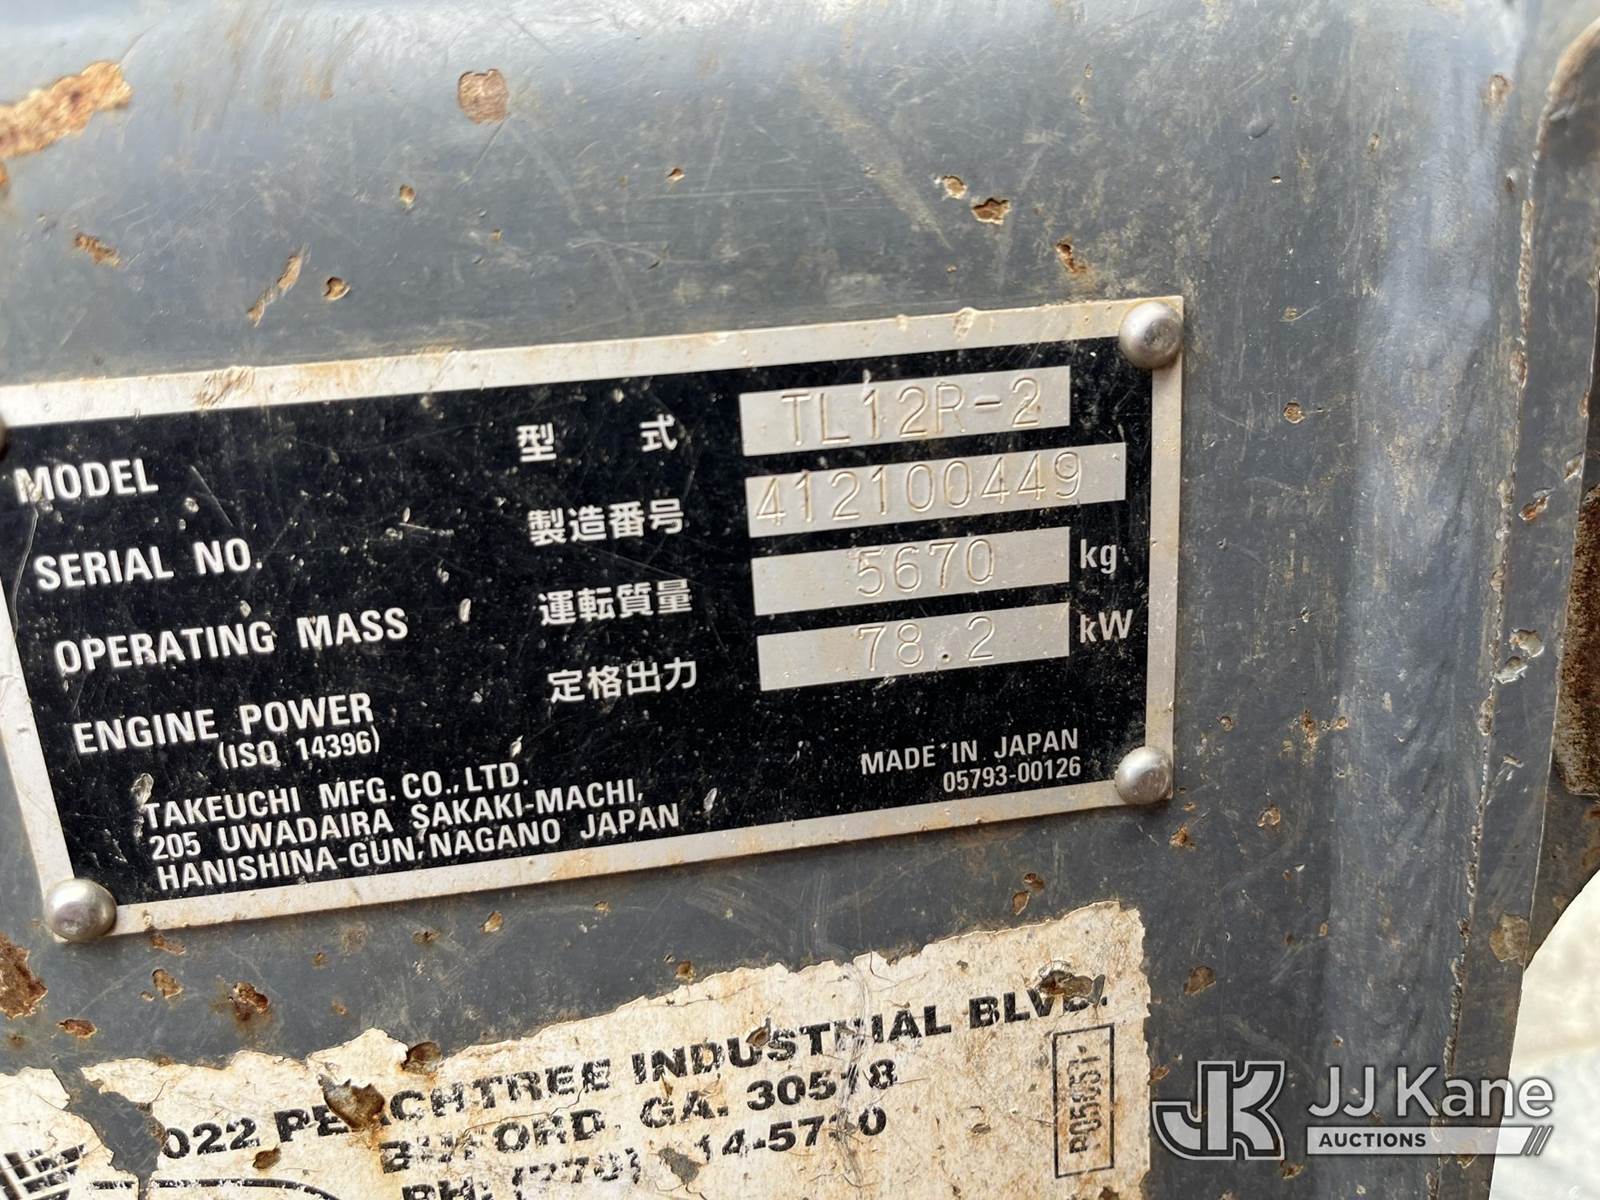 MODEL 型 式 TL12R-2
SERIAL NO. 製造番号 412100449
OPERATING MASS 運転質量 5670 kg
ENGINE POWER 定格出力 78.2 kW
(ISO 14396)
TAKEUCHI MFG. CO., LTD.
205 UWADAIRA SAKAKI-MACHI,
HANISHINA-GUN, NAGANO JAPAN
MADE IN JAPAN
05793-00126
INDUSTRIAL BLVD.
GA.
PH:
JJ Kane
AUCTIONS